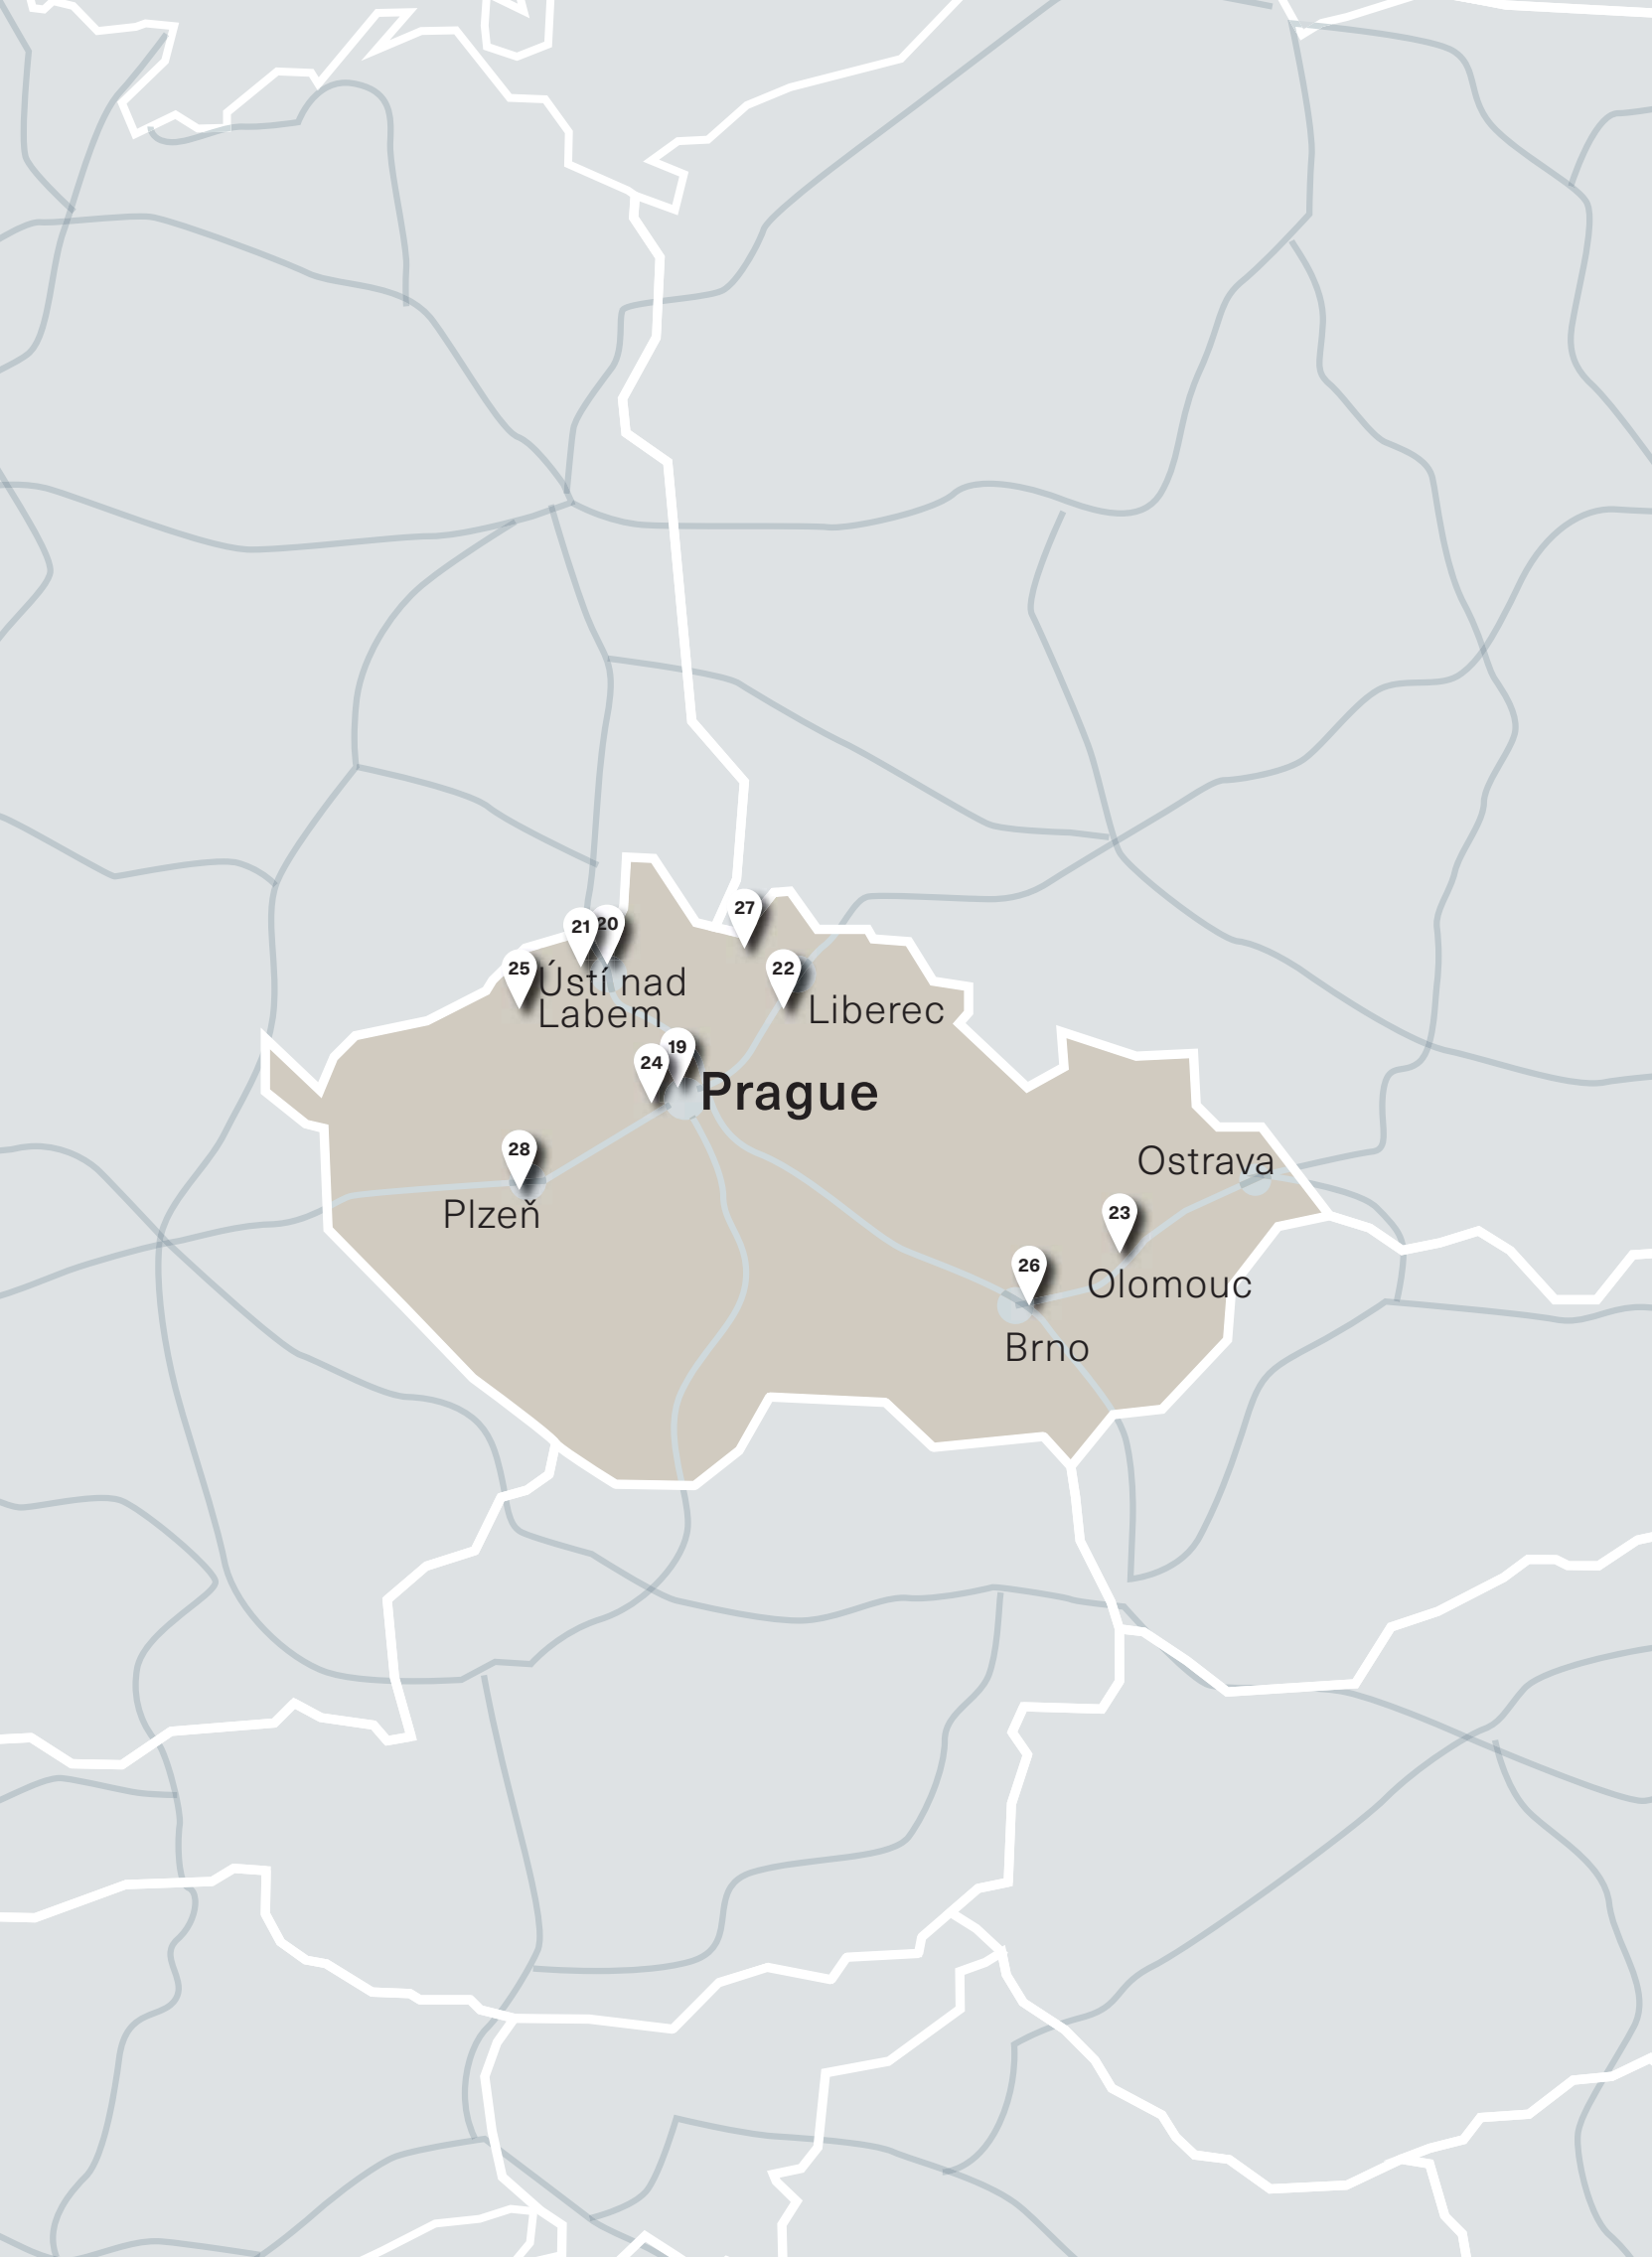 27
21
20
25
22
Ústí nad
Labem
Liberec
19
24
Prague
28
Plzeň
Ostrava
23
26
Olomouc
Brno